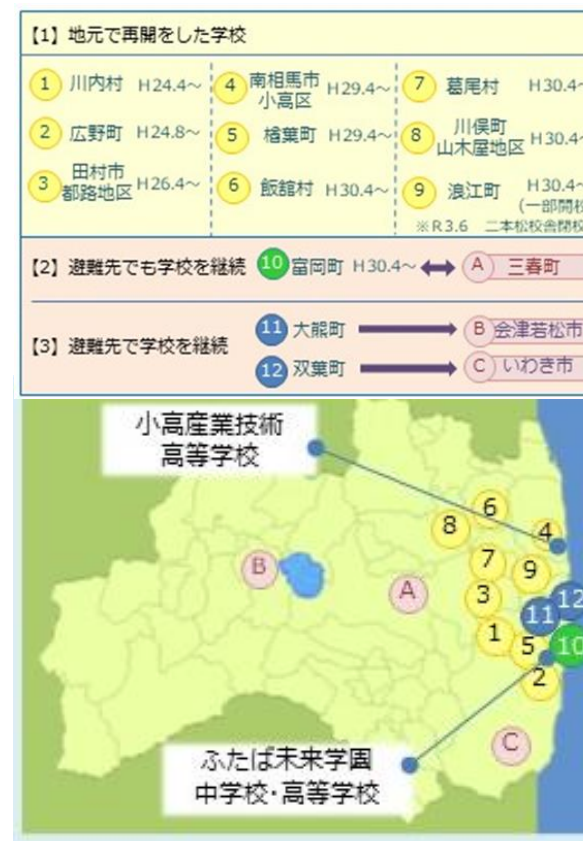 【1】地元で再開をした学校
1 川内村 H24.4~
2 広野町 H24.8~
3 田村市
都路地区 H26.4~
4 南相馬市
小高区 H29.4~
5 楢葉町 H29.4~
6 飯舘村 H30.4~
7 葛尾村 H30.4~
8 川俣町
山木屋地区 H30.4~
9 浪江町 H30.4~
(一部開校
※R3.6 二本松校舎閉校
【2】避難先でも学校を継続 10 富岡町 H30.4~ A 三春町
【3】避難先で学校を継続
11 大熊町 B 会津若松市
12 双葉町 C いわき市
小高産業技術
高等学校
6
8
4
7
9
B
A
3
12
11
1
5
10
2
C
ふたば未来学園
中学校・高等学校